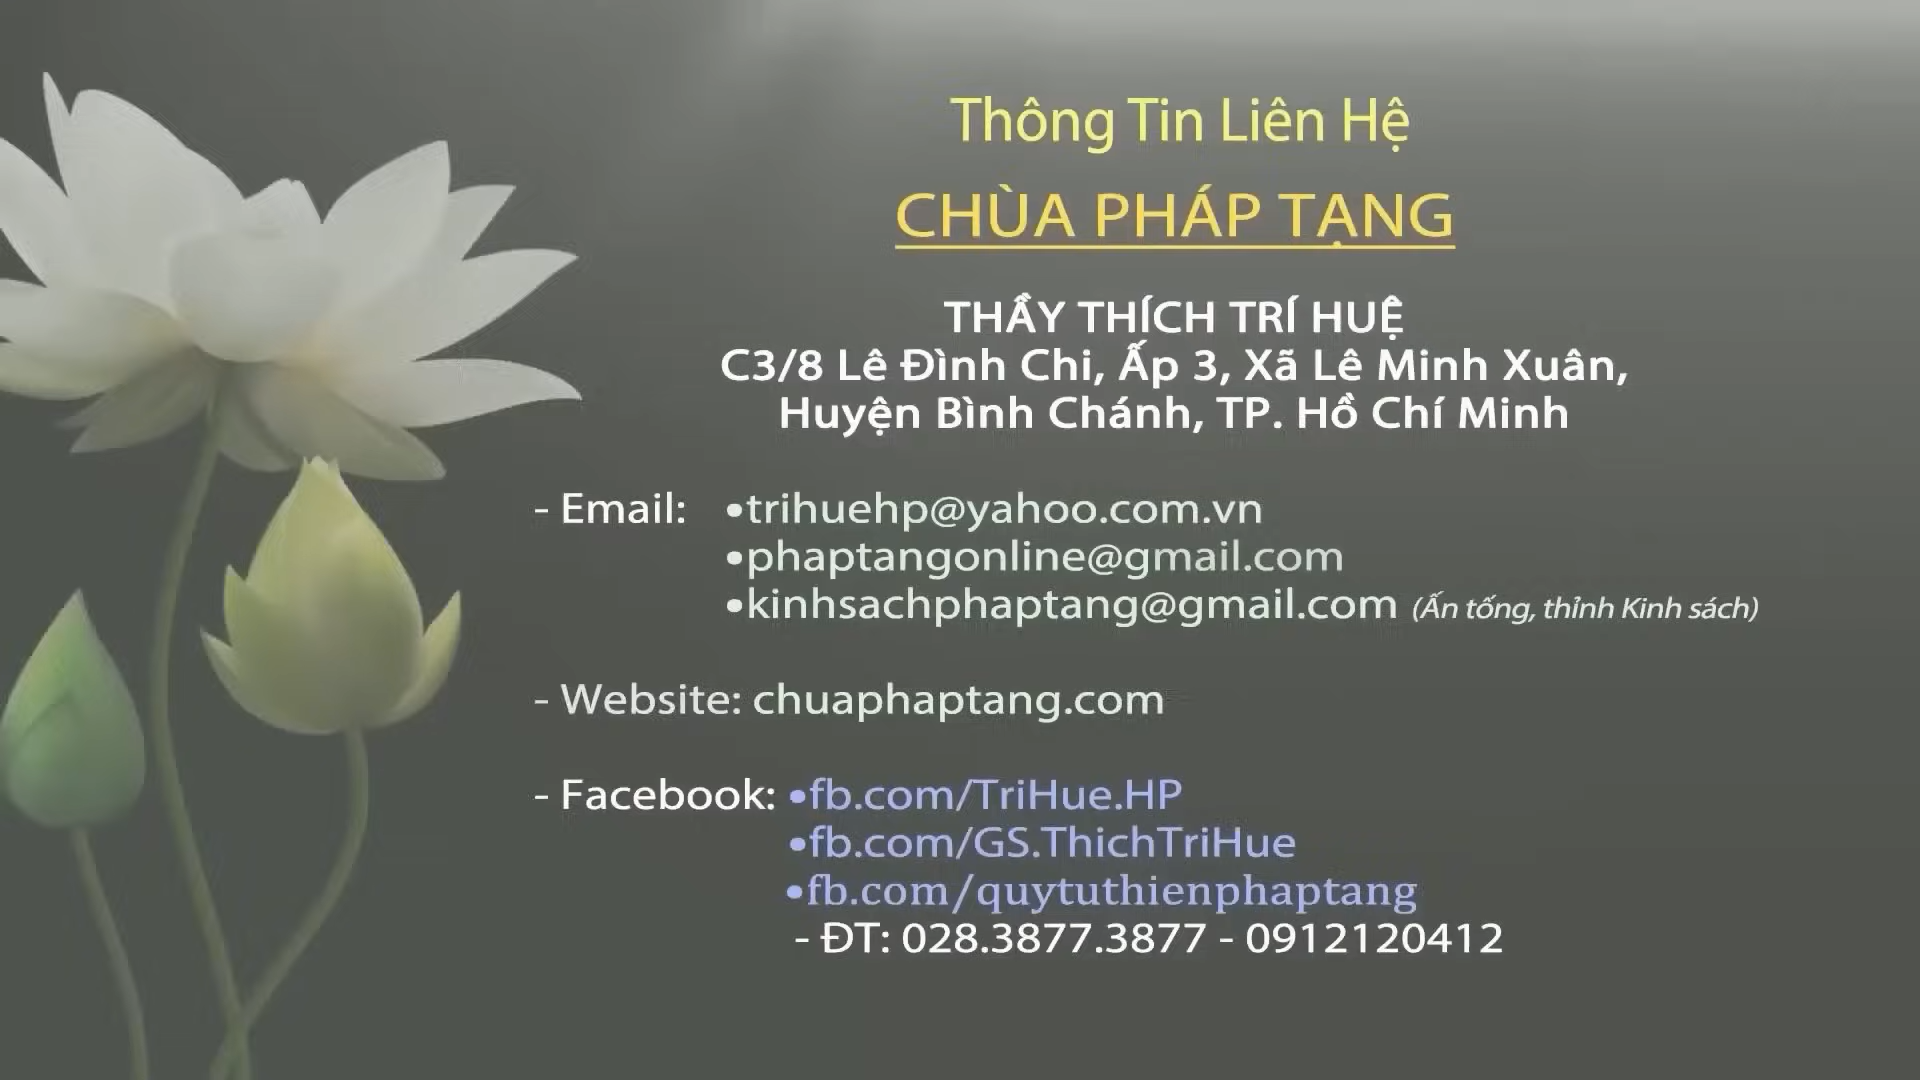 Thông Tin Liên Hệ
CHÙA PHÁP TẠNG
THẦY THÍCH TRÍ HUỆ
C3/8 Lê Đình Chi, Ấp 3, Xã Lê Minh Xuân,
Huyện Bình Chánh, TP. Hồ Chí Minh
- Email: •trihuehp@yahoo.com.vn
•phaptangonline@gmail.com
•kinhsachphaptang@gmail.com (Ấn tống, thỉnh Kinh sách)
- Website: chuaphaptang.com
- Facebook: •fb.com/TriHue.HP
•fb.com/GS.ThichTriHue
•fb.com/quytuthienphaptang
- ĐT: 028.3877.3877 - 0912120412